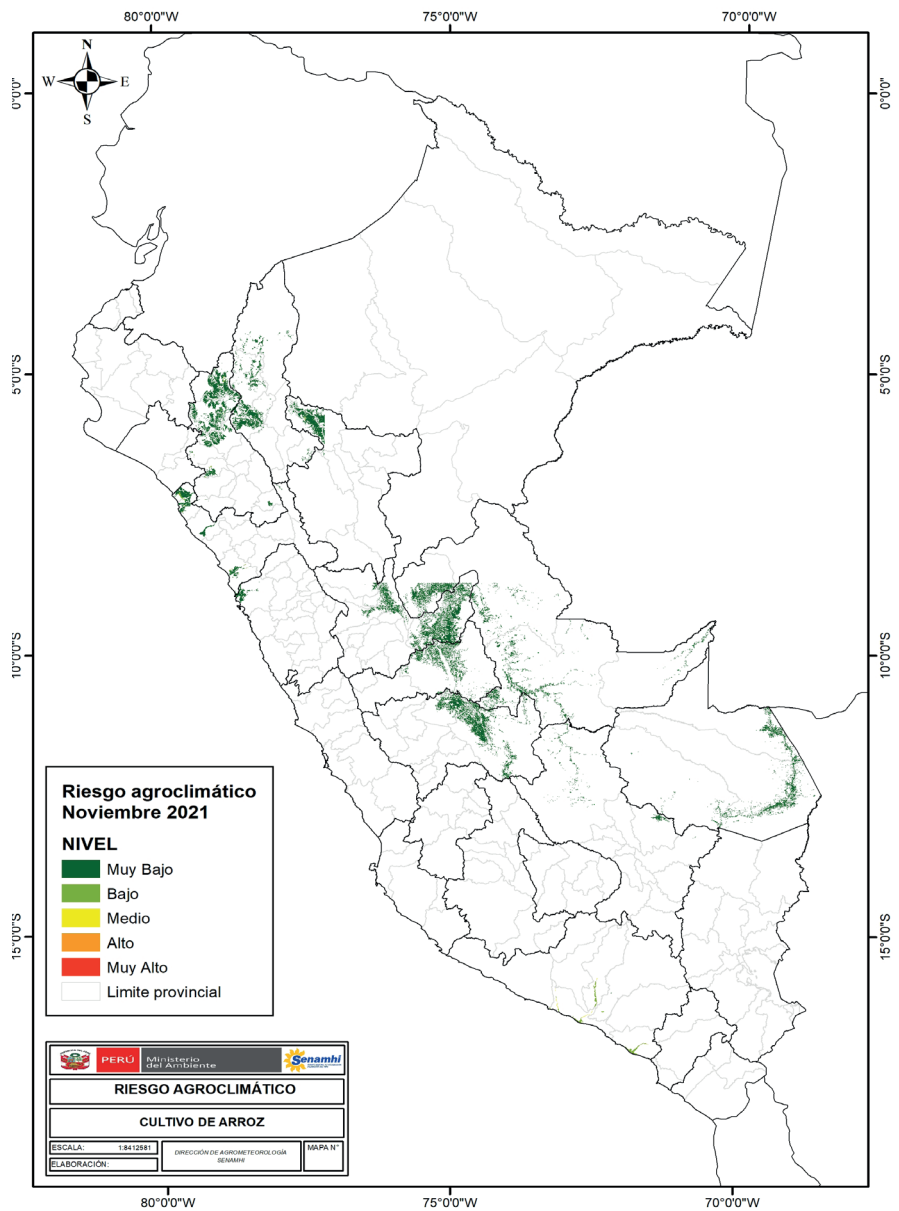 80°0'0"W 75°0'0"W 70°0'0"W
N
W E
S
0°0'0" 0°0'0"
5°0'0"S 5°0'0"S
10°0'0"S 10°0'0"S
15°0'0"S 15°0'0"S
Riesgo agroclimático
Noviembre 2021
NIVEL
Muy Bajo
Bajo
Medio
Alto
Muy Alto
Limite provincial
PERÚ
Ministerio
del Ambiente
Senamhi
RIESGO AGROCLIMÁTICO
CULTIVO DE ARROZ
ESCALA: 1:8412581
ELABORACIÓN:
DIRECCIÓN DE AGROMETEOROLOGÍA
SENAMHI
MAPA N°
80°0'0"W 75°0'0"W 70°0'0"W